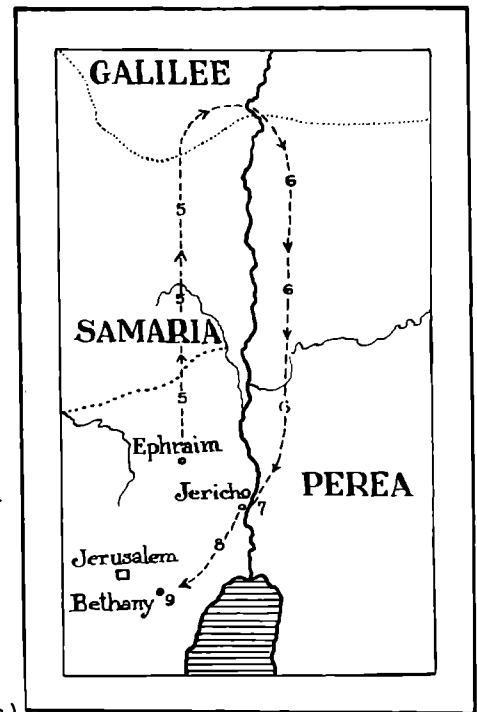 GALILEE
6
5
6
5
SAMARIA
5
6
Ephraim
PEREA
Jericho
7
8
Jerusalem
Bethany
9
)